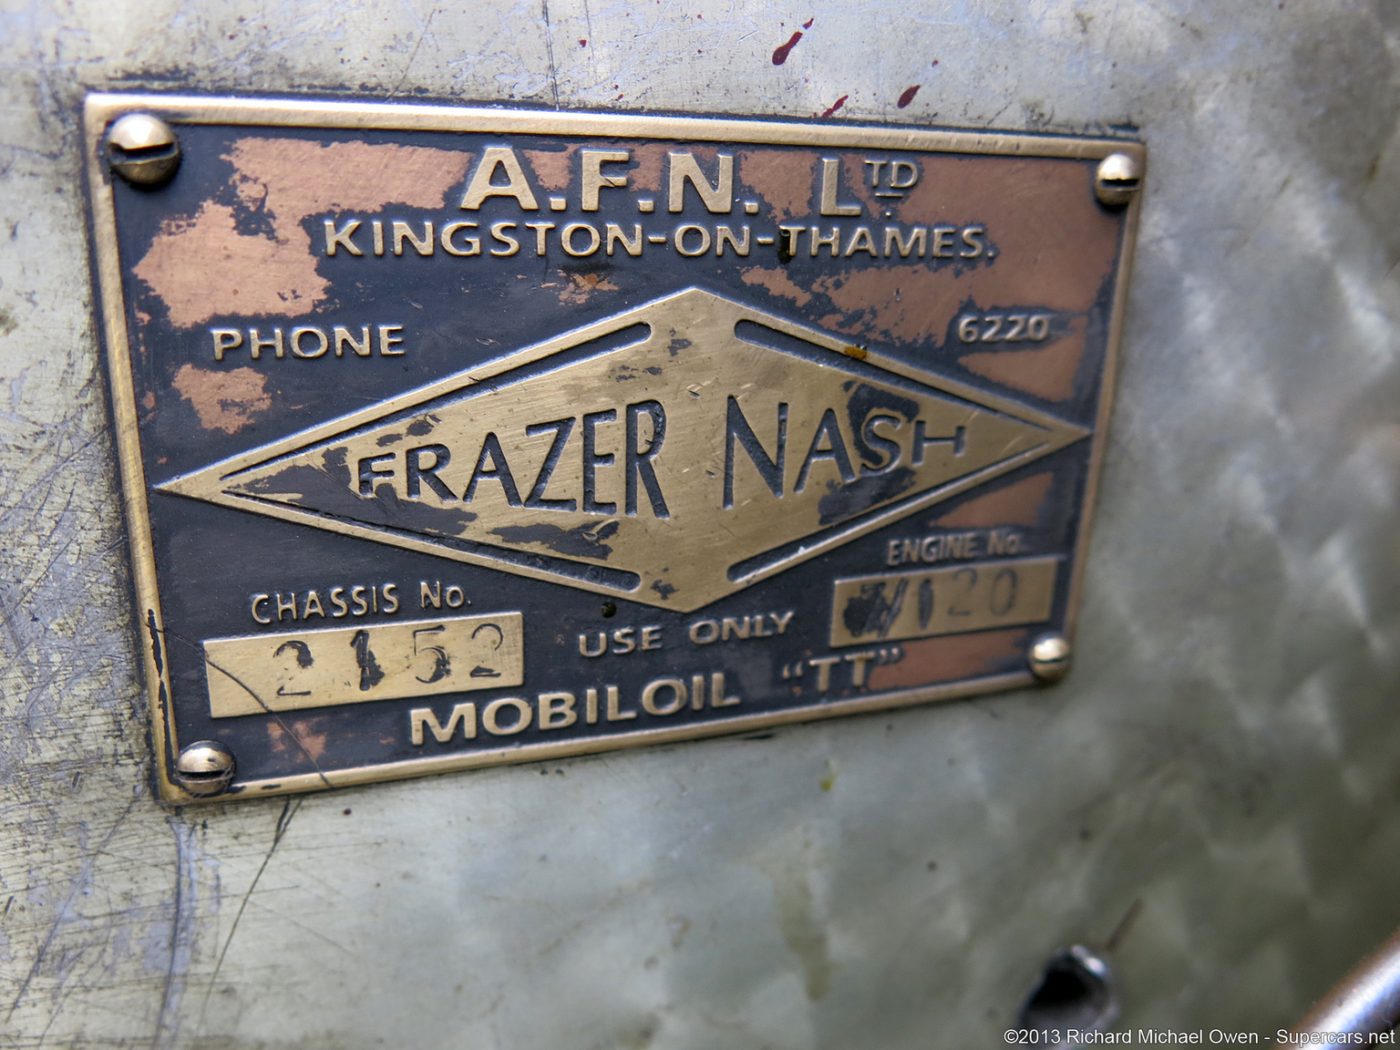 A.F.N. LTD
KINGSTON-ON-THAMES.
PHONE 6220
FRAZER NASH
CHASSIS No. ENGINE No.
2152
USE ONLY
MOBILOIL "TT"
©2013 Richard Michael Owen - Supercars.net